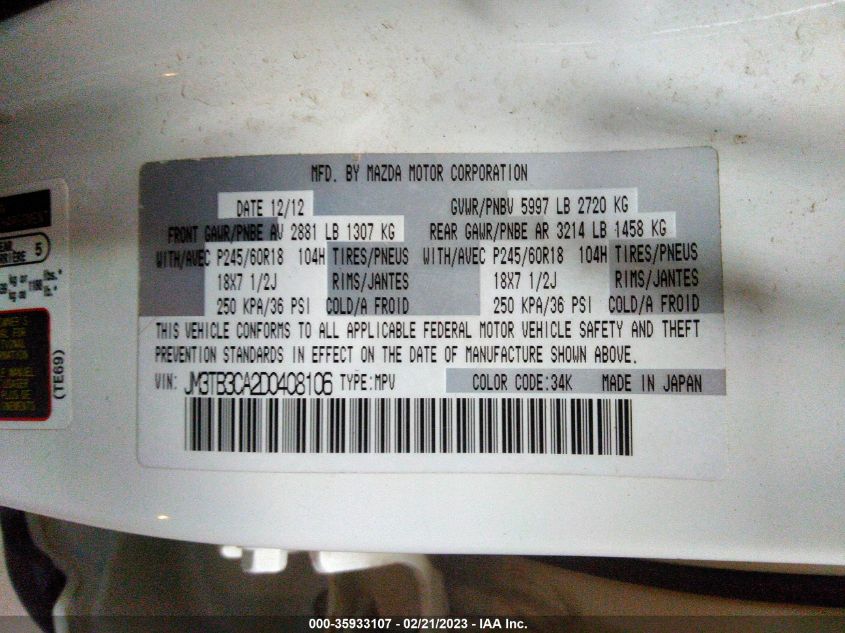 MFD. BY MAZDA MOTOR CORPORATION
DATE 12/12 GVWR/PNBV 5997 LB 2720 KG
FRONT GAWR/PNBE AV 2881 LB 1307 KG REAR GAWR/PNBE AR 3214 LB 1458 KG
WITH/AVEC P245/60R18 104H TIRES/PNEUS WITH/AVEC P245/60R18 104H TIRES/PNEUS
18X7 1/2J RIMS/JANTES 18X7 1/2J RIMS/JANTES
250 KPA/36 PSI COLD/A FROID 250 KPA/36 PSI COLD/A FROID
THIS VEHICLE CONFORMS TO ALL APPLICABLE FEDERAL MOTOR VEHICLE SAFETY AND THEFT
PREVENTION STANDARDS IN EFFECT ON THE DATE OF MANUFACTURE SHOWN ABOVE.
VIN: JM3TB3CA2D0408106 TYPE:MPV COLOR CODE:34K MADE IN JAPAN
5
kg or 1190 lb.
(TE69)
000-35933107 - 02/21/2023 - IAA Inc.